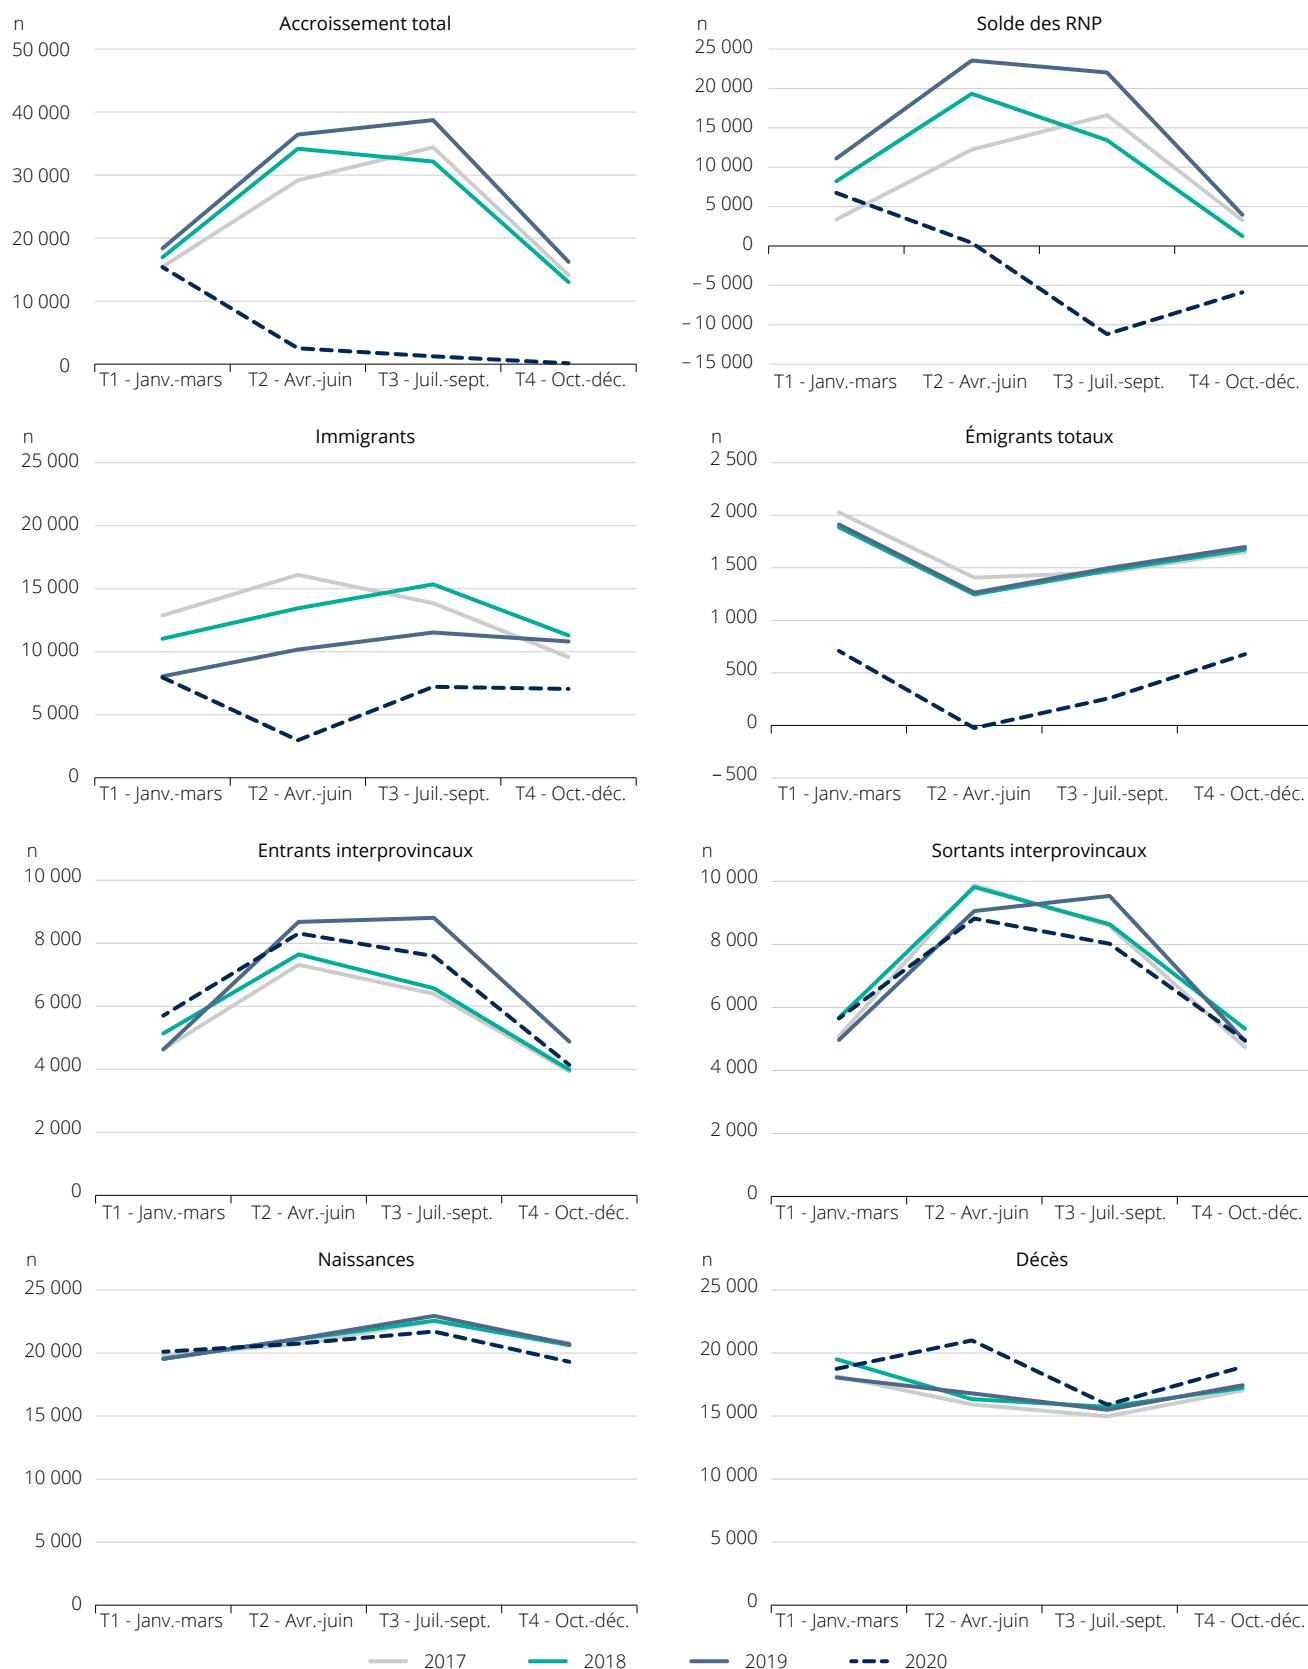 n
Accroissement total
50 000
40 000
30 000
20 000
10 000
0
T1 - Janv.-mars T2 - Avr.-juin T3 - Juil.-sept. T4 - Oct.-déc.
n
Solde des RNP
25 000
20 000
15 000
10 000
5 000
0
– 5 000
– 10 000
– 15 000
T1 - Janv.-mars T2 - Avr.-juin T3 - Juil.-sept. T4 - Oct.-déc.
n
Immigrants
25 000
20 000
15 000
10 000
5 000
0
T1 - Janv.-mars T2 - Avr.-juin T3 - Juil.-sept. T4 - Oct.-déc.
n
Émigrants totaux
2 500
2 000
1 500
1 000
500
0
– 500
T1 - Janv.-mars T2 - Avr.-juin T3 - Juil.-sept. T4 - Oct.-déc.
n
Entrants interprovincaux
10 000
8 000
6 000
4 000
2 000
0
T1 - Janv.-mars T2 - Avr.-juin T3 - Juil.-sept. T4 - Oct.-déc.
n
Sortants interprovincaux
10 000
8 000
6 000
4 000
2 000
0
T1 - Janv.-mars T2 - Avr.-juin T3 - Juil.-sept. T4 - Oct.-déc.
n
Naissances
25 000
20 000
15 000
10 000
5 000
0
T1 - Janv.-mars T2 - Avr.-juin T3 - Juil.-sept. T4 - Oct.-déc.
n
Décès
25 000
20 000
15 000
10 000
5 000
0
T1 - Janv.-mars T2 - Avr.-juin T3 - Juil.-sept. T4 - Oct.-déc.
2017 2018 2019 2020